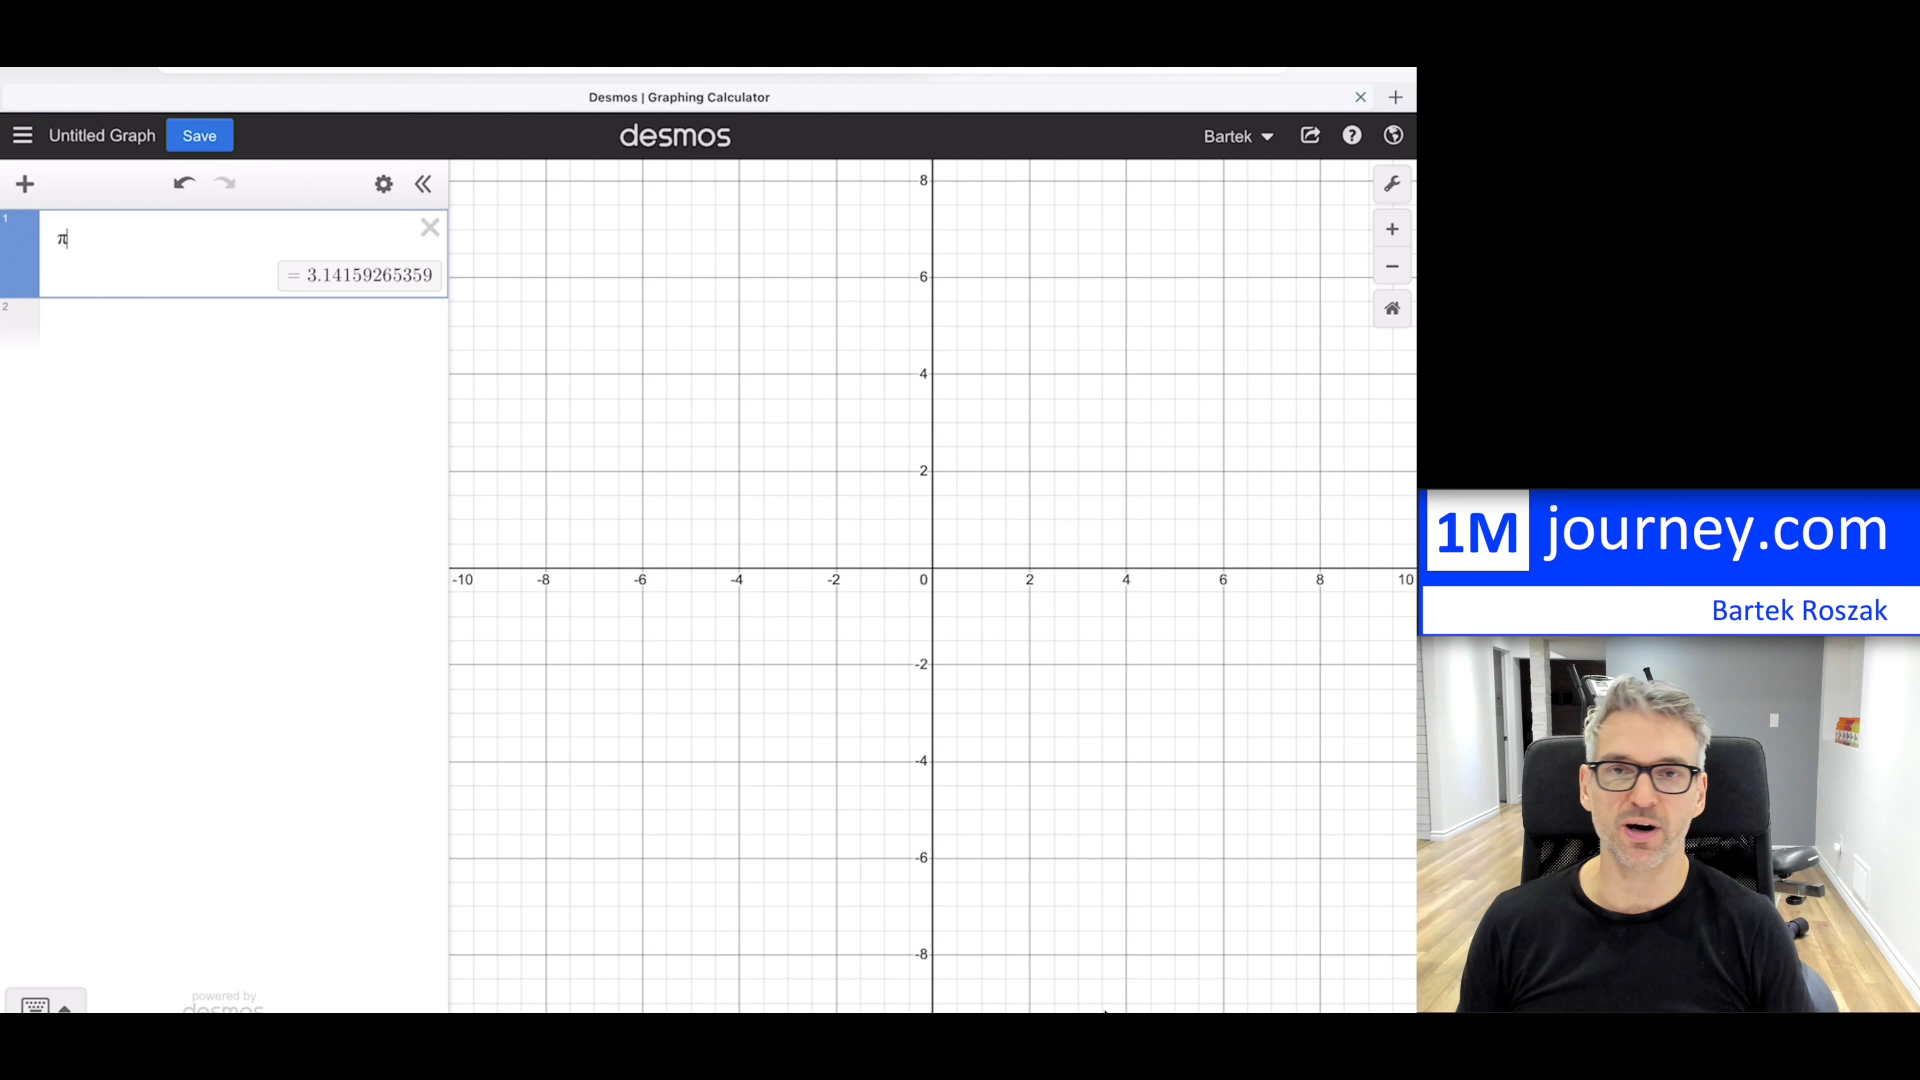 Desmos | Graphing Calculator
Untitled Graph
Save
desmos
Bartek
1
π
= 3.14159265359
2
8
6
4
2
-10
-8
-6
-4
-2
0
2
4
6
8
10
-2
-4
-6
-8
powered by
desmos
1M journey.com
Bartek Roszak